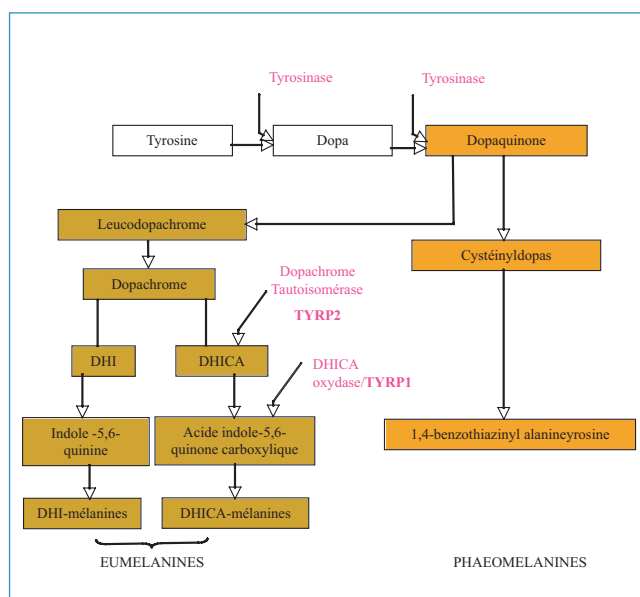 Tyrosinase
Tyrosinase
Tyrosine
Dopa
Dopaquinone
Leucodopachrome
Cystéinyldopas
Dopachrome
Dopachrome
Tautoisomérase
TYRP2
DHI
DHICA
DHICA
oxydase/TYRP1
Indole -5,6-
quinine
Acide indole-5,6-
quinone carboxylique
1,4-benzothiazinyl alanineyrosine
DHI-mélanines
DHICA-mélanines
EUMELANINES
PHAEOMELANINES